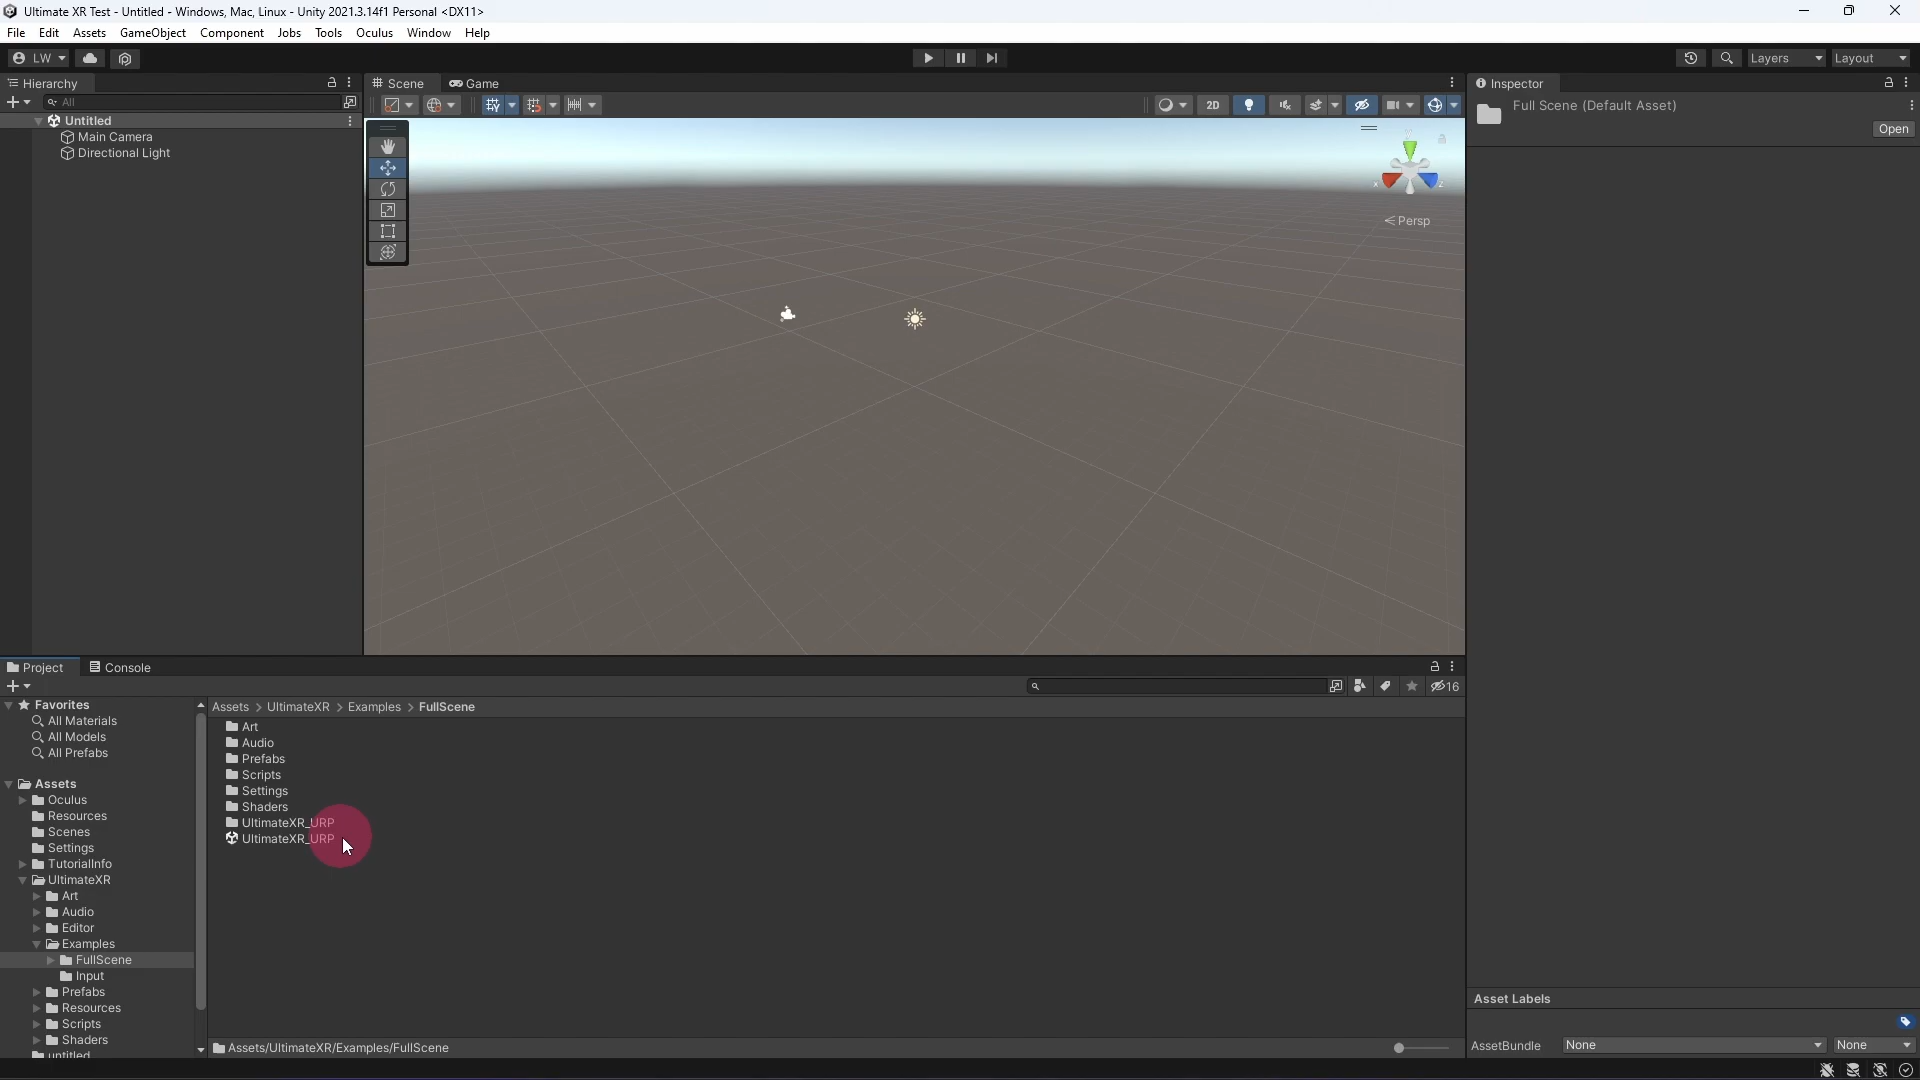 Ultimate XR Test - Untitled - Windows, Mac, Linux - Unity 2021.3.14f1 Personal <DX11>
File Edit Assets GameObject Component Jobs Tools Oculus Window Help
LW Layers Layout
Hierarchy Scene Game Inspector
All
2D
Full Scene (Default Asset)
Open
Untitled
Main Camera
Directional Light
Persp
Project Console
16
Favorites
All Materials
All Models
All Prefabs
Assets
Oculus
Resources
Scenes
Settings
TutorialInfo
UltimateXR
Art
Audio
Editor
Examples
FullScene
Input
Prefabs
Resources
Scripts
Shaders
untitled
Assets > UltimateXR > Examples > FullScene
Art
Audio
Prefabs
Scripts
Settings
Shaders
UltimateXR_URP
UltimateXR_URP
Assets/UltimateXR/Examples/FullScene
Asset Labels
AssetBundle None None